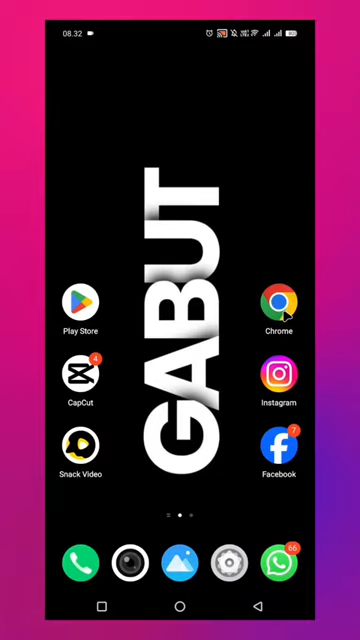 08.32
GABUT
Play Store
Chrome
4
CapCut
Instagram
7
Snack Video
Facebook
66